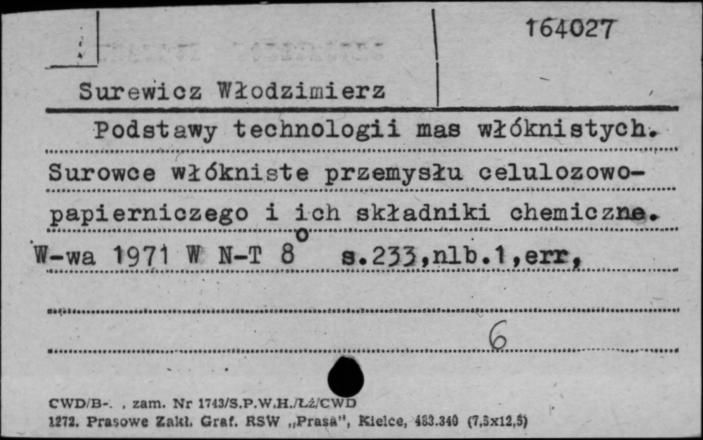 164027
Surewicz Włodzimierz
Podstawy technologii mas włóknistych.
Surowce włókniste przemysłu celulozowo-
papierniczego i ich składniki chemiczne.
W-wa 1971 W N-T 8° s.233,nlb.1,err,
6
CWD/B-. , zam. Nr 1743/S.P.W.H./Łź/CWD
1272. Prasowe Zakł. Graf. RSW „Prasa", Kielce, 483.340 (7,5x12,5)